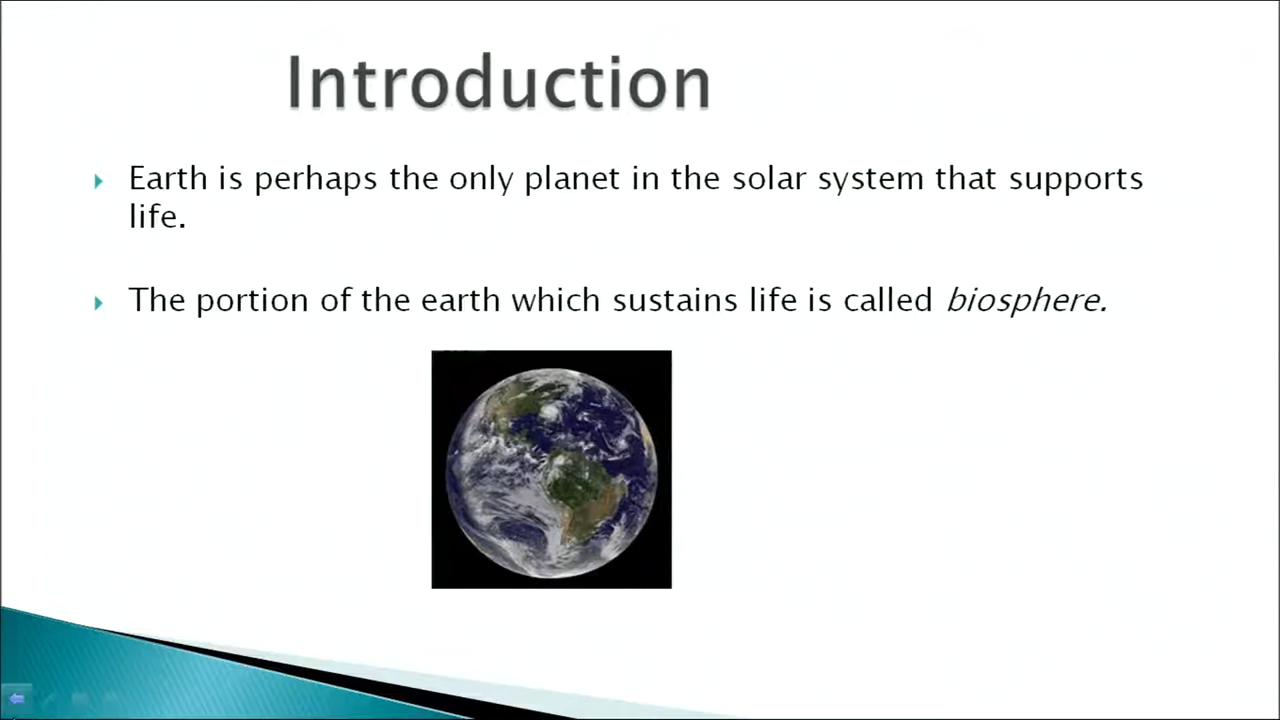 Introduction
Earth is perhaps the only planet in the solar system that supports
life.
The portion of the earth which sustains life is called biosphere.